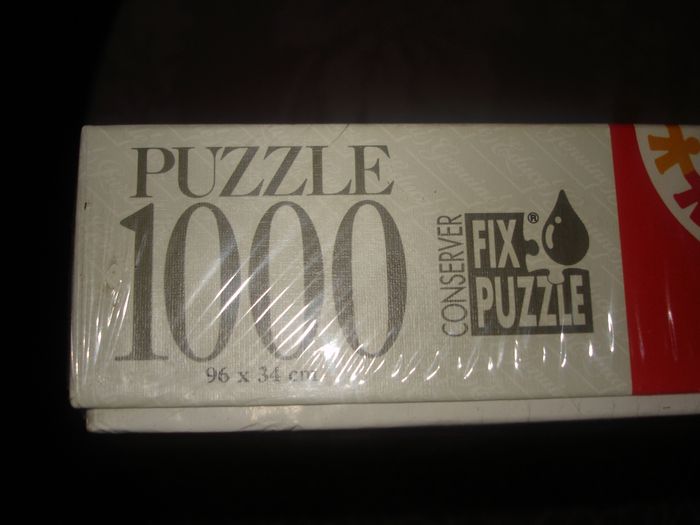 PUZZLE
1000
96 x 34 cm
CONSERVER
FIX ®
PUZZLE